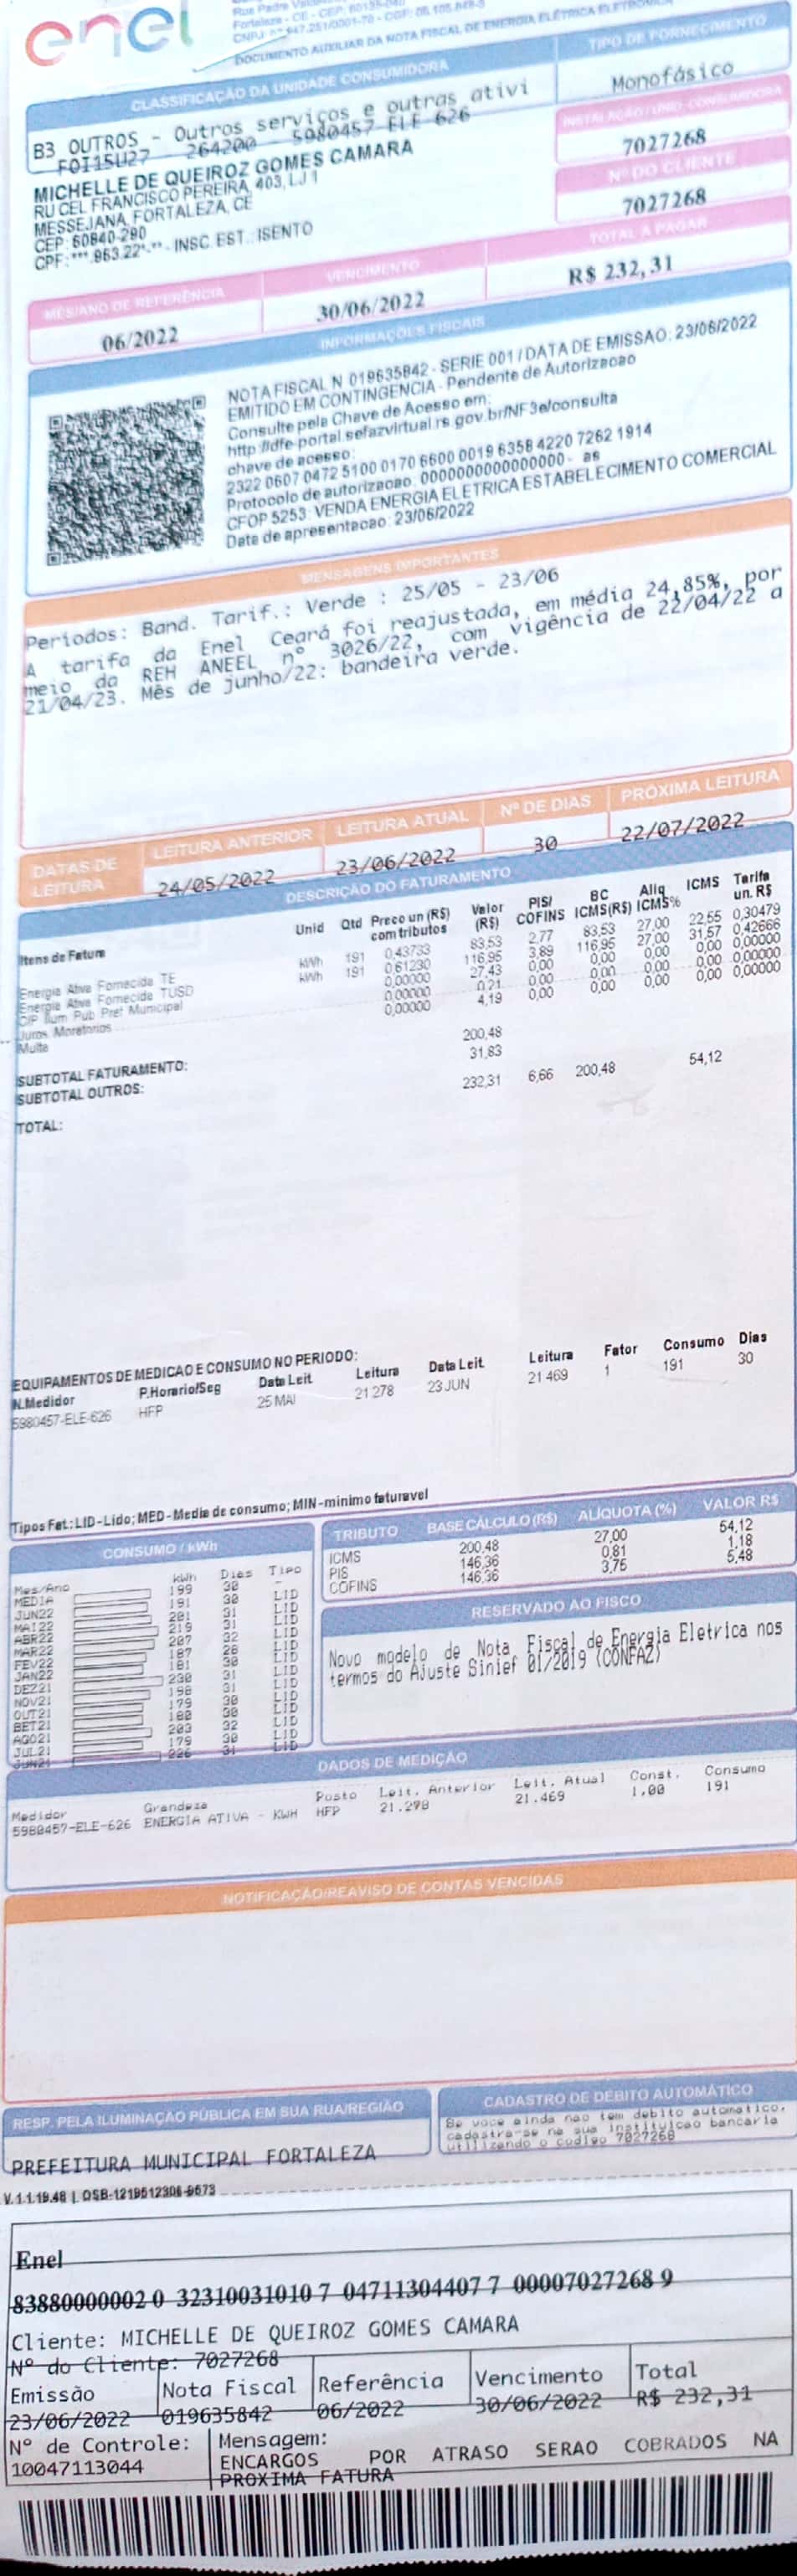 enel
Fortaleza - CE - CEP: 60135-040
DOCUMENTO AUXILIAR DA NOTA FISCAL DE ENERGIA ELÉTRICA
CLASSIFICAÇÃO DA UNIDADE CONSUMIDORA
TIPO DE FORNECIMENTO
B3 OUTROS - Outros serviços e outras ativi
Monofásico
FOI15U27 - 264200 - 5980457-ELE-626
INSTALAÇÃO / UNID. CONSUMIDORA
7027268
MICHELLE DE QUEIROZ GOMES CAMARA
RU CEL FRANCISCO PEREIRA, 403, LJ 1
MESSEJANA, FORTALEZA, CE
CEP: 60840-280
CPF: ***.963.22*-** - INSC. EST.: ISENTO
Nº DO CLIENTE
7027268
MÊS/ANO DE REFERÊNCIA VENCIMENTO TOTAL A PAGAR
06/2022 30/06/2022 R$ 232,31
INFORMAÇÕES FISCAIS
NOTA FISCAL N 019635842 - SERIE 001 / DATA DE EMISSAO: 23/06/2022
EMITIDO EM CONTINGENCIA - Pendente de Autorizacao
Consulte pela Chave de Acesso em:
http://dfe-portal.sefazvirtual.rs.gov.br/NF3e/consulta
chave de acesso:
2322 0607 0472 5100 0170 6600 0019 6358 4220 7262 1914
Protocolo de autorizacao: 0000000000000000 - as
CFOP 5253: VENDA ENERGIA ELETRICA ESTABELECIMENTO COMERCIAL
Data de apresentacao: 23/06/2022
MENSAGENS IMPORTANTES
Períodos: Band. Tarif.: Verde : 25/05 - 23/06
A tarifa da Enel Ceará foi reajustada, em média 24,85%, por
meio da REH ANEEL nº 3026/22, com vigência de 22/04/22 a
21/04/23. Mês de junho/22: bandeira verde.
DATAS DE LEITURA LEITURA ANTERIOR LEITURA ATUAL Nº DE DIAS PRÓXIMA LEITURA
24/05/2022 23/06/2022 30 22/07/2022
DESCRIÇÃO DO FATURAMENTO
Itens de Fatura Unid Qtd Preco un (R$) com tributos Valor (R$) PIS/ COFINS BC ICMS(R$) Aliq ICMS% ICMS Tarifa un. R$
Energia Ativa Fornecida TE kWh 191 0,43733 83,53 2,77 83,53 27,00 22,55 0,30479
Energia Ativa Fornecida TUSD kWh 191 0,61230 116,95 3,89 116,95 27,00 31,57 0,42666
CIP Ilum Pub Pref Municipal 0,00000 27,43 0,00 0,00 0,00 0,00 0,00000
Juros Moratorios 0,00000 0,21 0,00 0,00 0,00 0,00 0,00000
Multa 0,00000 4,19 0,00 0,00 0,00 0,00 0,00000
SUBTOTAL FATURAMENTO: 200,48
SUBTOTAL OUTROS: 31,83
TOTAL: 232,31 6,66 200,48 54,12
EQUIPAMENTOS DE MEDICAO E CONSUMO NO PERIODO:
N.Medidor P.Horario/Seg Data Leit. Leitura Data Leit. Leitura Fator Consumo Dias
5980457-ELE-626 HFP 25 MAI 21 278 23 JUN 21 469 1 191 30
Tipos Fat.: LID - Lido; MED - Media de consumo; MIN - minimo faturavel
CONSUMO / kWh
Mes/Ano kWh Dias Tipo
MEDIA 199 30 -
JUN22 191 30 LID
MAI22 201 31 LID
ABR22 219 31 LID
MAR22 207 32 LID
FEV22 187 28 LID
JAN22 181 30 LID
DEZ21 230 31 LID
NOV21 198 31 LID
OUT21 179 30 LID
SET21 180 30 LID
AGO21 203 32 LID
JUL21 179 30 LID
JUN21 226 31 LID
TRIBUTO BASE CÁLCULO (R$) ALÍQUOTA (%) VALOR R$
ICMS 200,48 27,00 54,12
PIS 146,36 0,81 1,18
COFINS 146,36 3,75 5,48
RESERVADO AO FISCO
Novo modelo de Nota Fiscal de Energia Eletrica nos
termos do Ajuste Sinief 01/2019 (CONFAZ)
DADOS DE MEDIÇÃO
Medidor Grandeza Posto Leit. Anterior Leit. Atual Const. Consumo
5980457-ELE-626 ENERGIA ATIVA - KWH HFP 21.278 21.469 1,00 191
NOTIFICAÇÃO/REAVISO DE CONTAS VENCIDAS
RESP. PELA ILUMINAÇÃO PÚBLICA EM SUA RUA/REGIÃO
PREFEITURA MUNICIPAL FORTALEZA
CADASTRO DE DÉBITO AUTOMÁTICO
Se voce ainda nao tem debito automatico,
cadastra-se na sua instituicao bancaria
utilizando o codigo 7027268
V. 1.1.19.48 | OSB-1219512306-9573
Enel
83880000002 0 32310031010 7 04711304407 7 00007027268 9
Cliente: MICHELLE DE QUEIROZ GOMES CAMARA
Nº do Cliente: 7027268
Emissão Nota Fiscal Referência Vencimento Total
23/06/2022 019635842 06/2022 30/06/2022 R$ 232,31
Nº de Controle: Mensagem:
10047113044 ENCARGOS POR ATRASO SERAO COBRADOS NA
PROXIMA FATURA